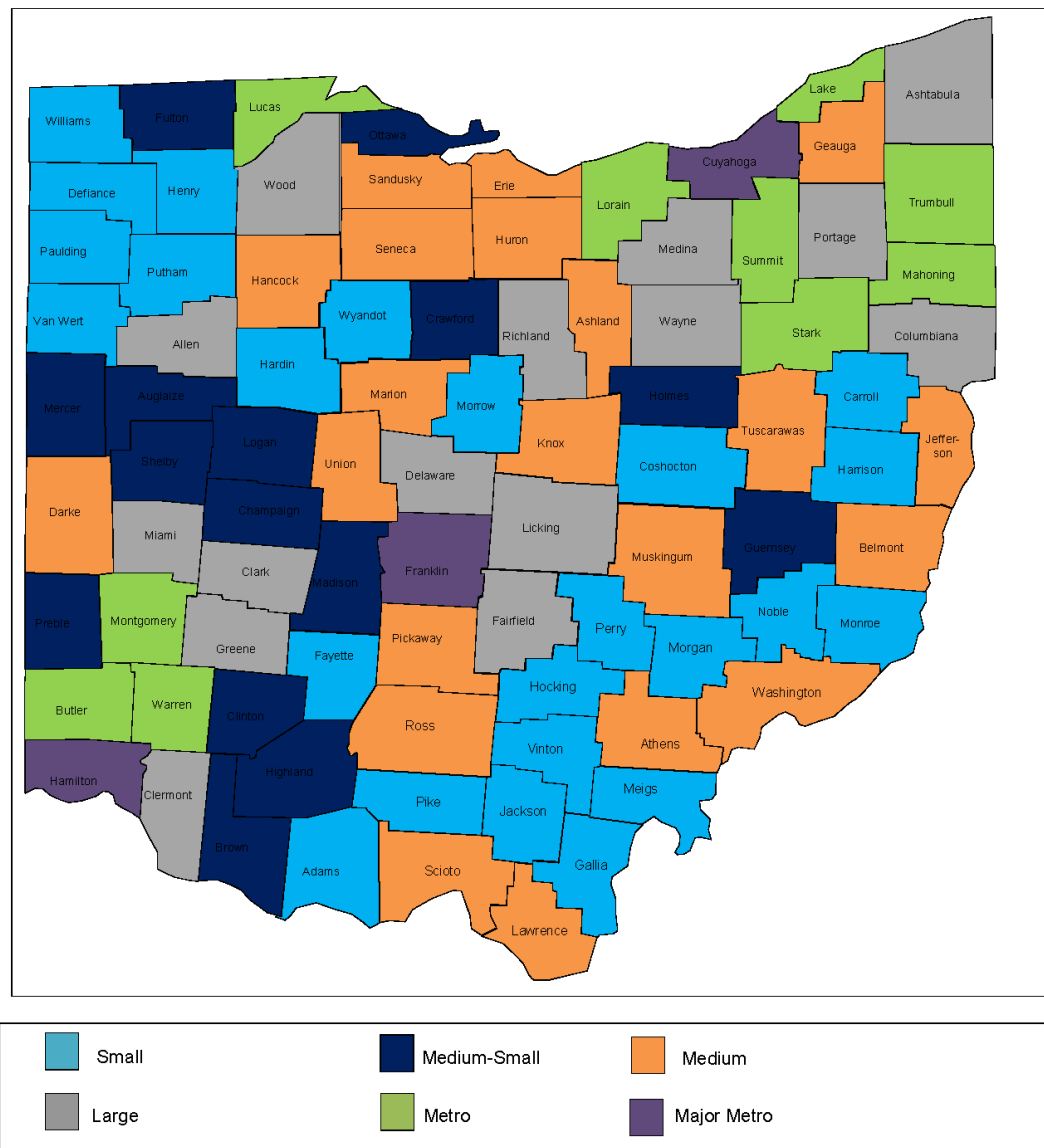 Lake
Ashtabula
Lucas
Williams
Fulton
Ottawa
Geauga
Cuyahoga
Sandusky
Erie
Wood
Defiance
Henry
Lorain
Trumbull
Portage
Huron
Seneca
Medina
Paulding
Summit
Putham
Mahoning
Hancock
Van Wert
Wyandot
Crawford
Ashland
Wayne
Stark
Richland
Columbiana
Allen
Hardin
Marion
Auglaize
Holmes
Carroll
Mercer
Morrow
Tuscarawas
Jeffer-
son
Logan
Knox
Shelby
Union
Coshocton
Harrison
Delaware
Darke
Champaign
Licking
Miami
Guernsey
Belmont
Muskingum
Clark
Franklin
Madison
Noble
Montgomery
Fairfield
Preble
Perry
Monroe
Pickaway
Greene
Morgan
Fayette
Hocking
Washington
Warren
Butler
Clinton
Ross
Athens
Vinton
Highland
Hamilton
Meigs
Clermont
Pike
Jackson
Brown
Gallia
Adams
Scioto
Lawrence
Small
Medium-Small
Medium
Large
Metro
Major Metro